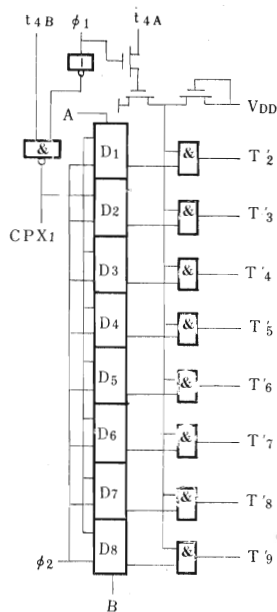 t4B ϕ1 t4A
1
VDD
A
&
D1 & T′2
D2 & T′3
CPX1
D3 & T′4
D4 & T′5
D5 & T′6
D6 & T′7
D7 & T′8
ϕ2 D8 & T′9
B